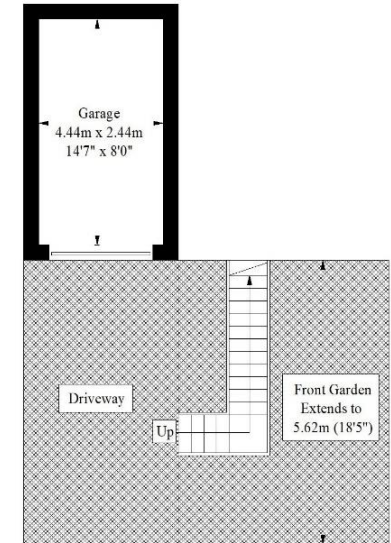 Garage
4.44m x 2.44m
14'7" x 8'0"
Driveway
Up
Front Garden
Extends to
5.62m (18'5")